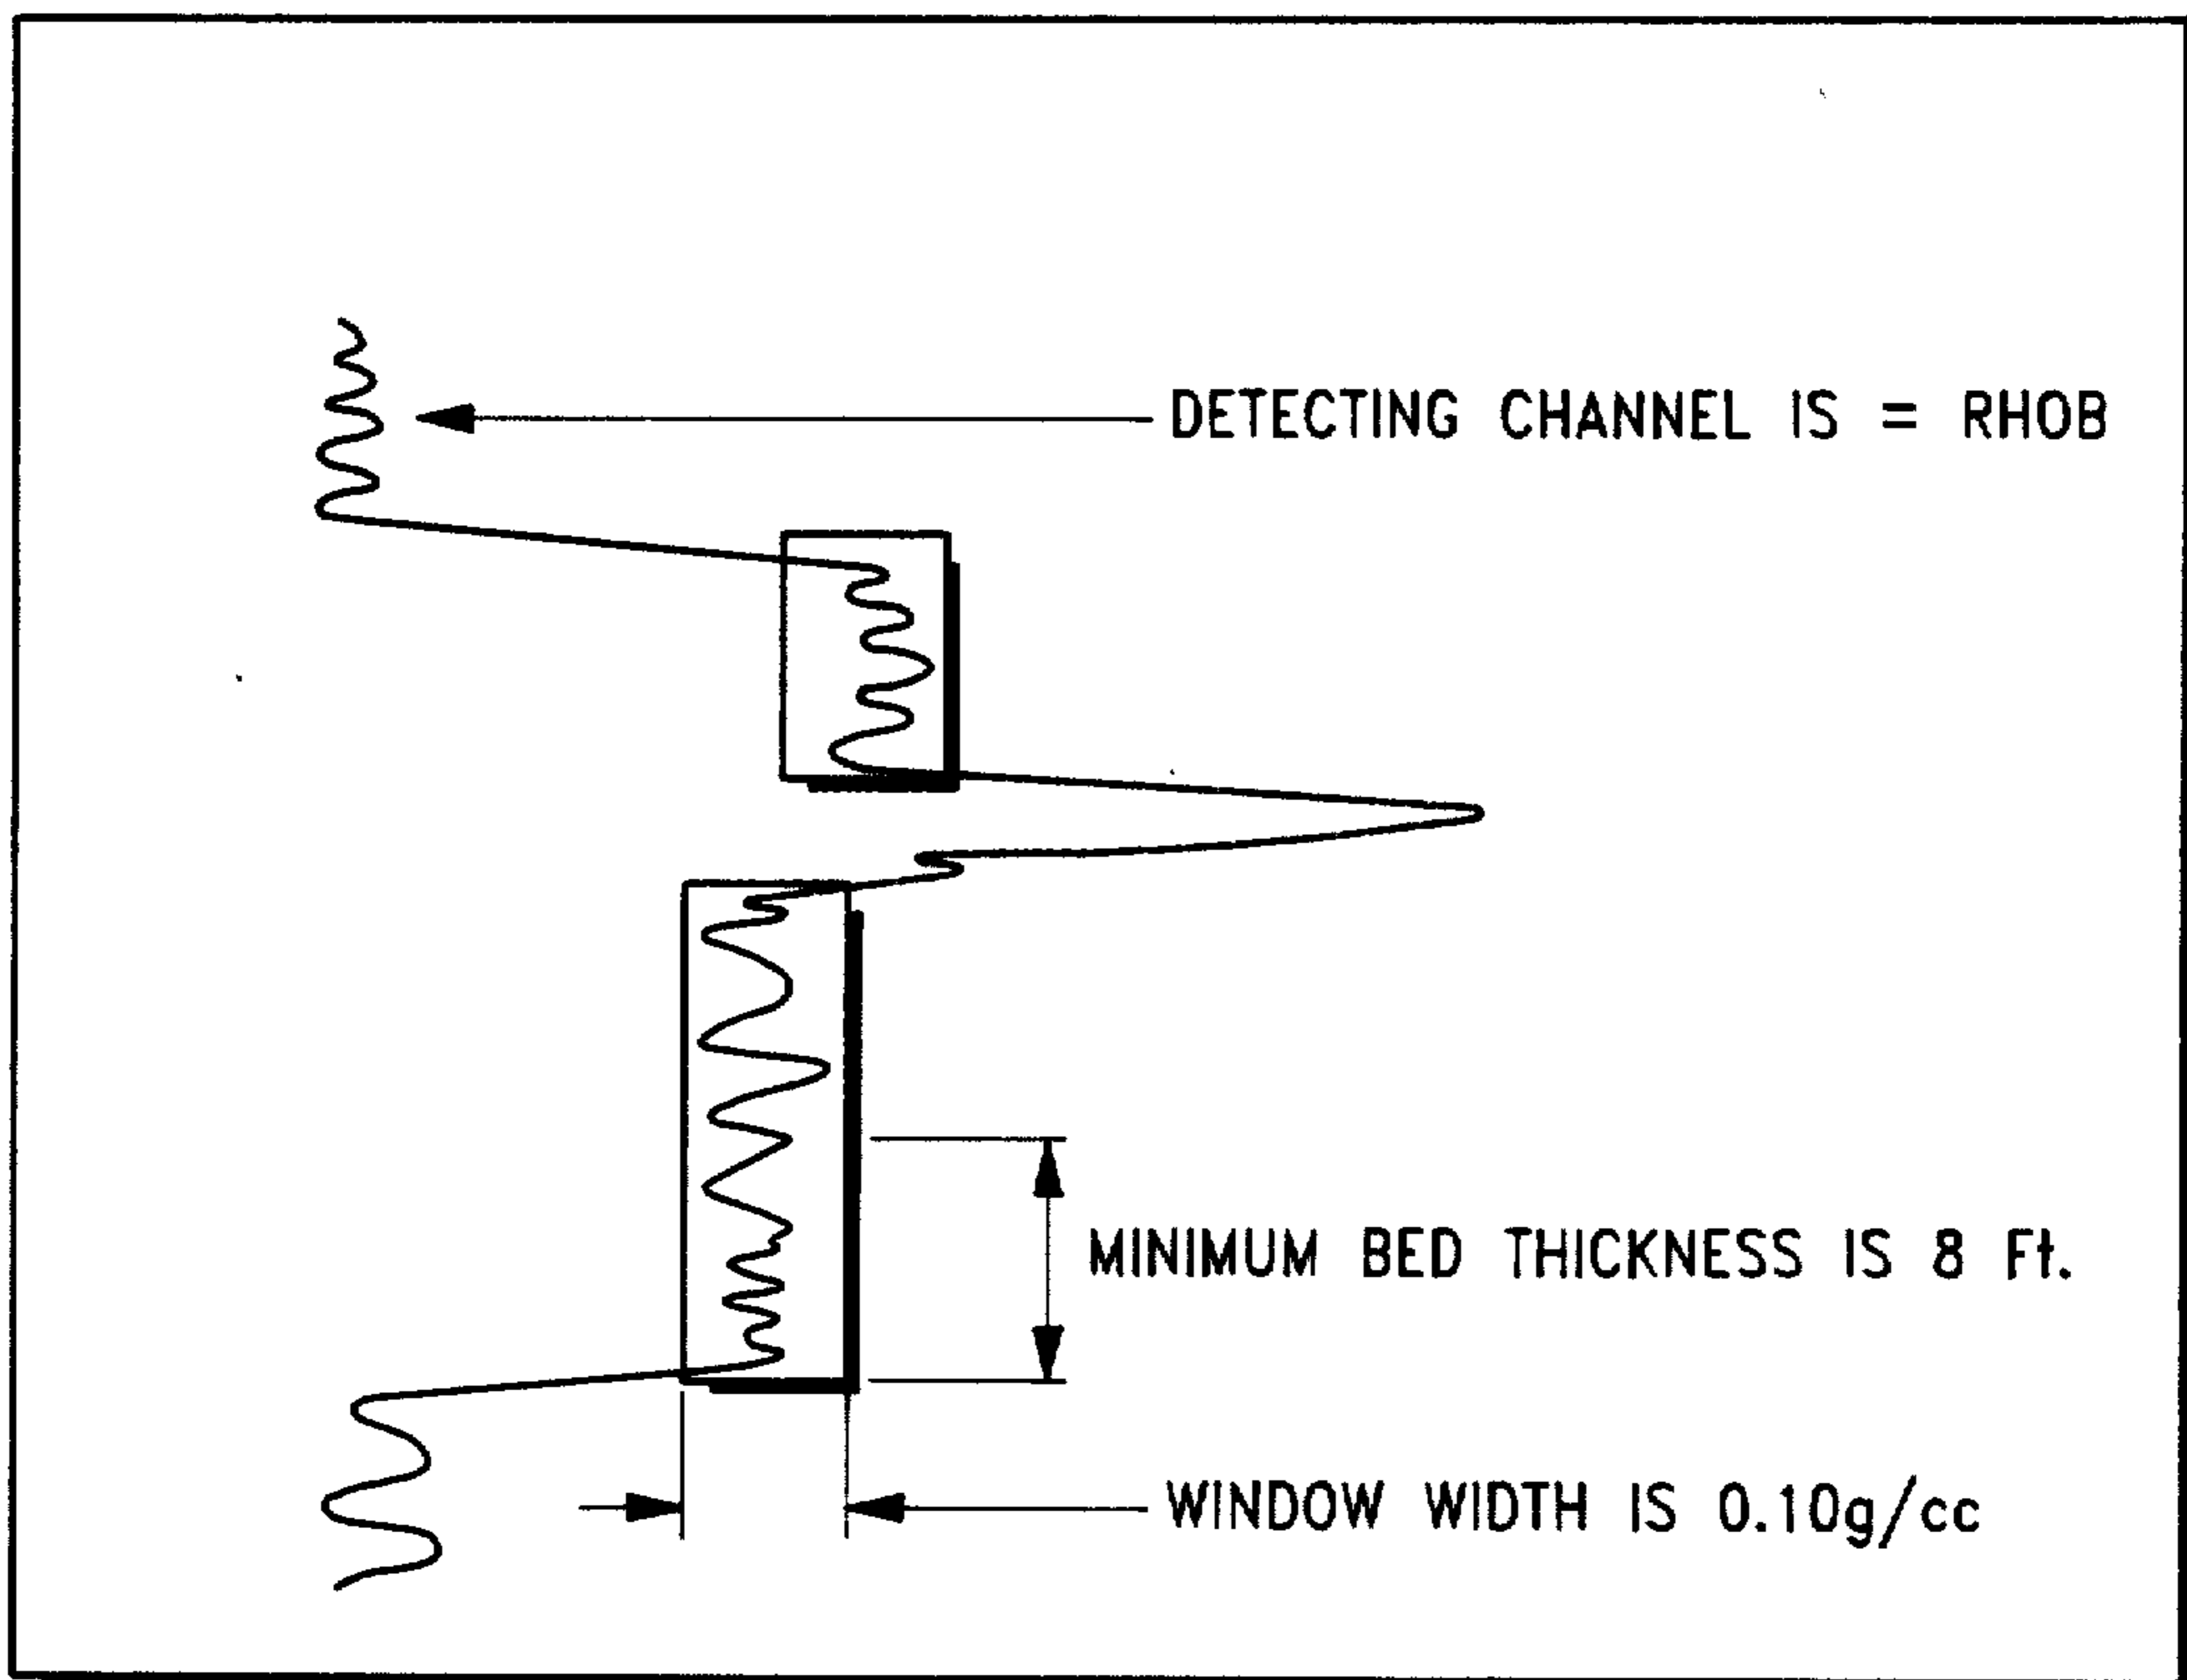 DETECTING CHANNEL IS = RHOB
MINIMUM BED THICKNESS IS 8 Ft.
WINDOW WIDTH IS 0.10g/cc